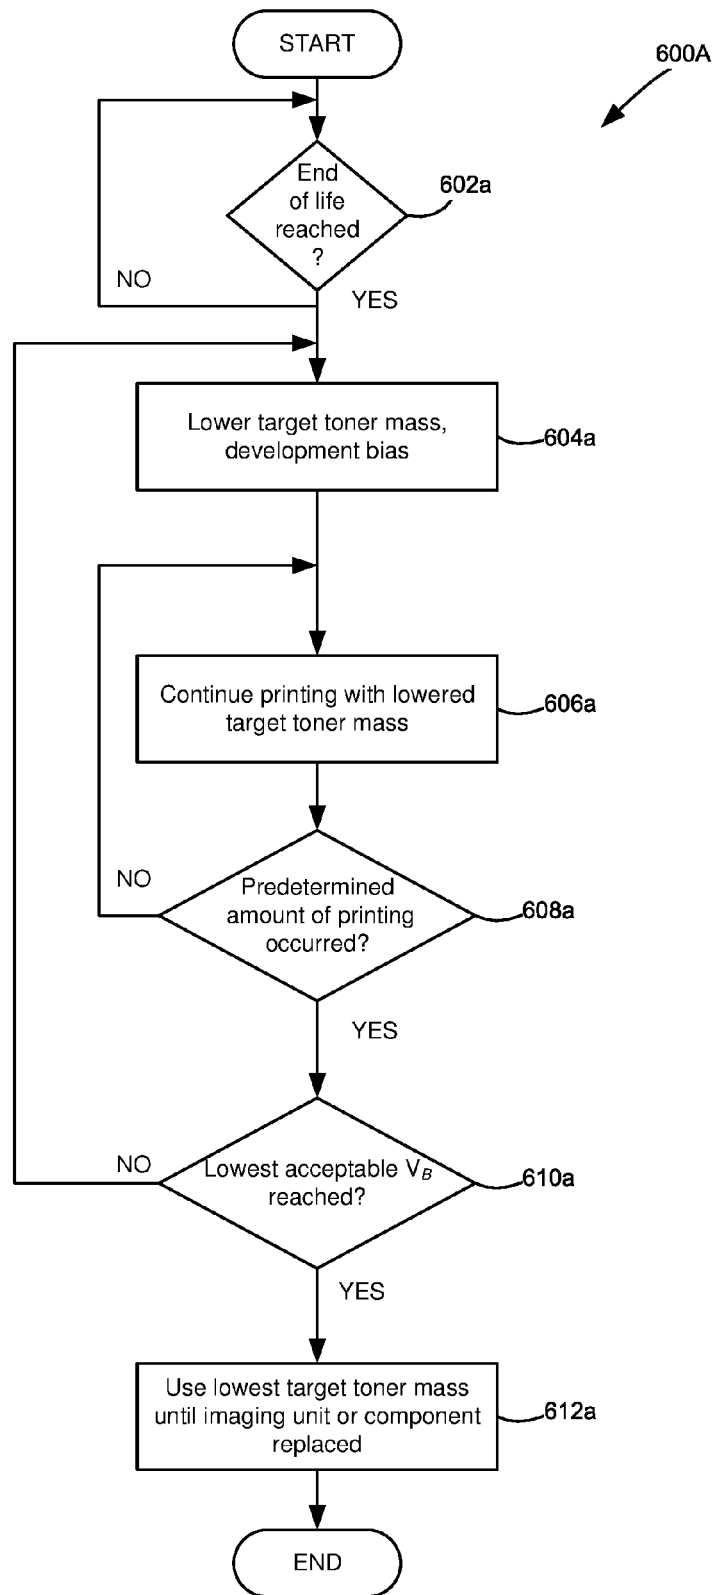 START
600A
End
of life
reached
?
602a
NO
YES
Lower target toner mass,
development bias
604a
Continue printing with lowered
target toner mass
606a
NO
Predetermined
amount of printing
occurred?
608a
YES
NO
Lowest acceptable VB
reached?
610a
YES
Use lowest target toner mass
until imaging unit or component
replaced
612a
END